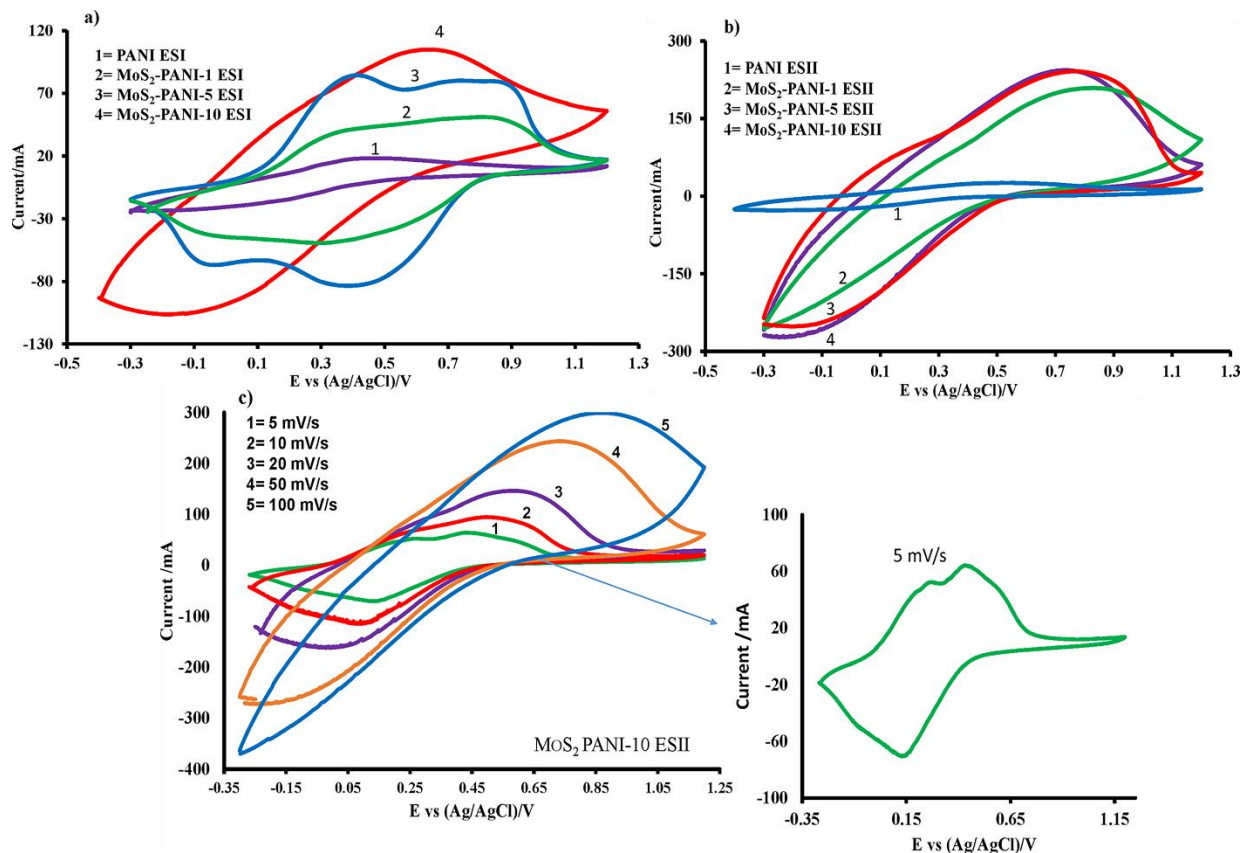 a)
1= PANI ESI
2= MoS₂-PANI-1 ESI
3= MoS₂-PANI-5 ESI
4= MoS₂-PANI-10 ESI
120
70
20
-30
-80
-130
Current/mA
-0.5 -0.3 -0.1 0.1 0.3 0.5 0.7 0.9 1.1 1.3
E vs (Ag/AgCl)/V
4
3
2
1
b)
1= PANI ESII
2= MoS₂-PANI-1 ESII
3= MoS₂-PANI-5 ESII
4= MoS₂-PANI-10 ESII
300
150
0
-150
-300
Current/mA
-0.5 -0.3 -0.1 0.1 0.3 0.5 0.7 0.9 1.1 1.3
E vs (Ag/AgCl)/V
1
2
3
4
c)
1= 5 mV/s
2= 10 mV/s
3= 20 mV/s
4= 50 mV/s
5= 100 mV/s
300
200
100
0
-100
-200
-300
-400
Current /mA
-0.35 -0.15 0.05 0.25 0.45 0.65 0.85 1.05 1.25
E vs (Ag/AgCl)/V
5
4
3
2
1
MOS₂ PANI-10 ESII
100
60
20
-20
-60
-100
Current /mA
5 mV/s
-0.35 0.15 0.65 1.15
E vs (Ag/AgCl)/V